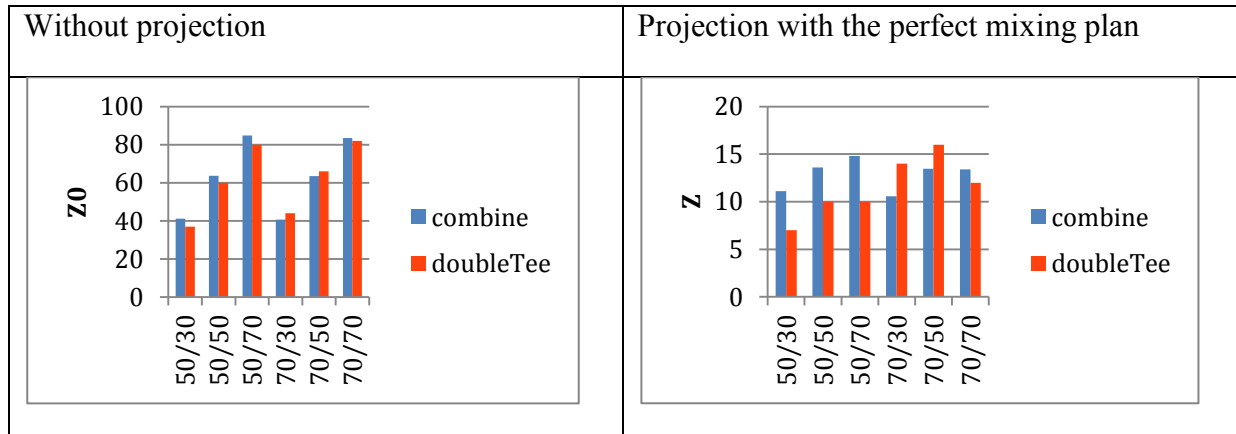 Without projection
Projection with the perfect mixing plan
100
80
60
40
20
0
Z0
50/30
50/50
50/70
70/30
70/50
70/70
combine
doubleTee
20
15
10
5
0
Z
50/30
50/50
50/70
70/30
70/50
70/70
combine
doubleTee